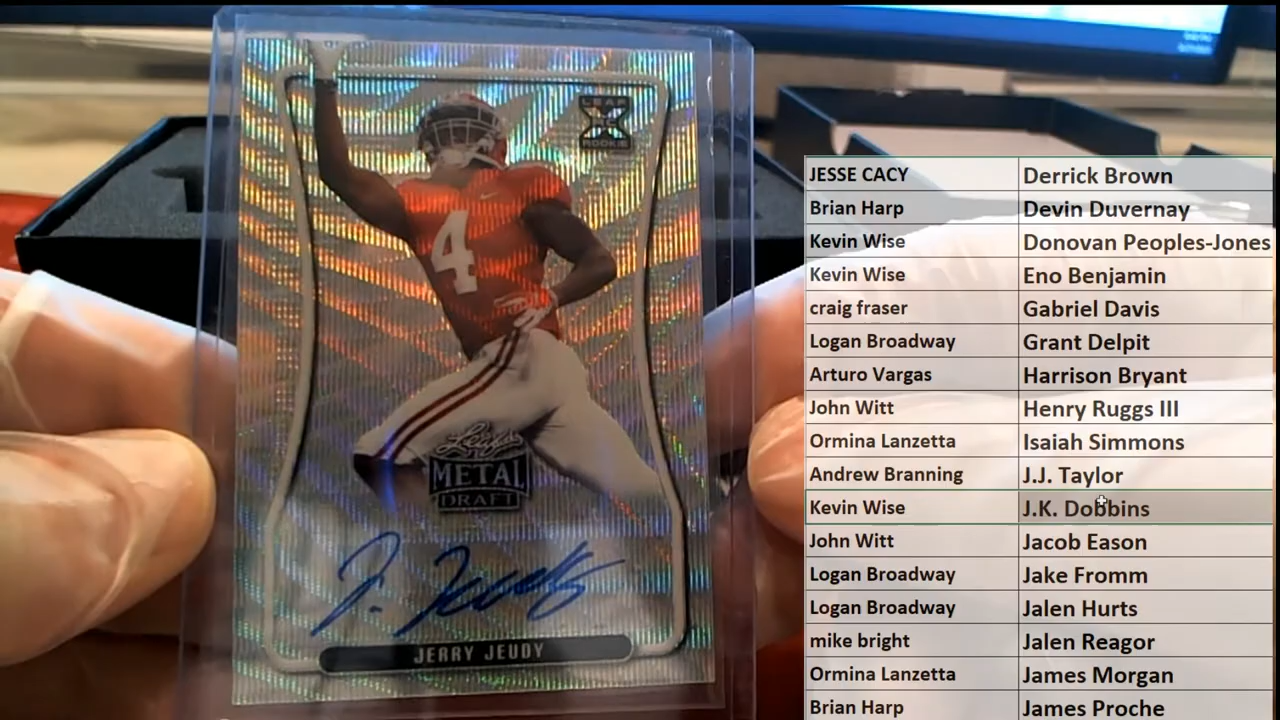 LEAF
X
ROOKIE
4
Leaf
METAL
DRAFT
J. Jeudy
JERRY JEUDY
JESSE CACY Derrick Brown
Brian Harp Devin Duvernay
Kevin Wise Donovan Peoples-Jones
Kevin Wise Eno Benjamin
craig fraser Gabriel Davis
Logan Broadway Grant Delpit
Arturo Vargas Harrison Bryant
John Witt Henry Ruggs III
Ormina Lanzetta Isaiah Simmons
Andrew Branning J.J. Taylor
Kevin Wise J.K. Dobbins
John Witt Jacob Eason
Logan Broadway Jake Fromm
Logan Broadway Jalen Hurts
mike bright Jalen Reagor
Ormina Lanzetta James Morgan
Brian Harp James Proche